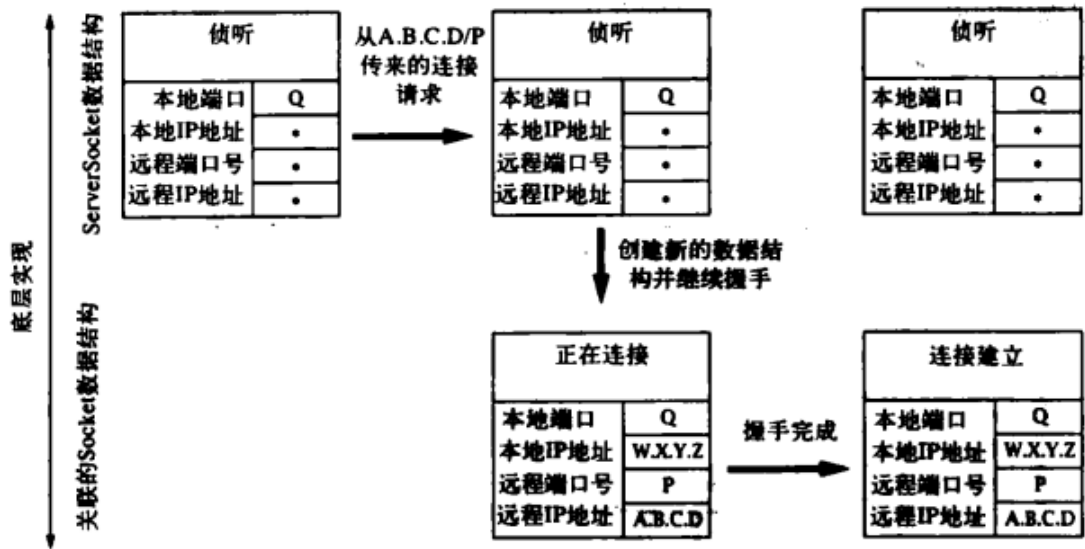 底层实现
ServerSocket数据结构
关联的Socket数据结构
侦听
本地端口 Q
本地IP地址 *
远程端口号 *
远程IP地址 *
从A.B.C.D/P
传来的连接
请求
侦听
本地端口 Q
本地IP地址 *
远程端口号 *
远程IP地址 *
侦听
本地端口 Q
本地IP地址 *
远程端口号 *
远程IP地址 *
创建新的数据结
构并继续握手
正在连接
本地端口 Q
本地IP地址 W.X.Y.Z
远程端口号 P
远程IP地址 A.B.C.D
握手完成
连接建立
本地端口 Q
本地IP地址 W.X.Y.Z
远程端口号 P
远程IP地址 A.B.C.D